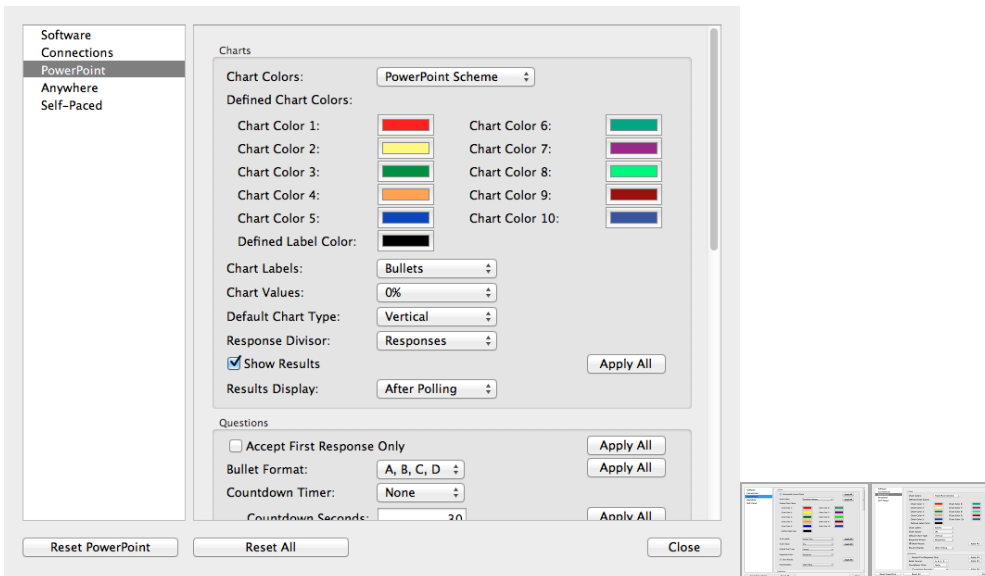 Software
Connections
PowerPoint
Anywhere
Self-Paced
Charts
Chart Colors: PowerPoint Scheme
Defined Chart Colors:
Chart Color 1: Chart Color 6:
Chart Color 2: Chart Color 7:
Chart Color 3: Chart Color 8:
Chart Color 4: Chart Color 9:
Chart Color 5: Chart Color 10:
Defined Label Color:
Chart Labels: Bullets
Chart Values: 0%
Default Chart Type: Vertical
Response Divisor: Responses
Show Results Apply All
Results Display: After Polling
Questions
Accept First Response Only Apply All
Bullet Format: A, B, C, D Apply All
Countdown Timer: None
Countdown Seconds: 30 Apply All
Reset PowerPoint Reset All Close